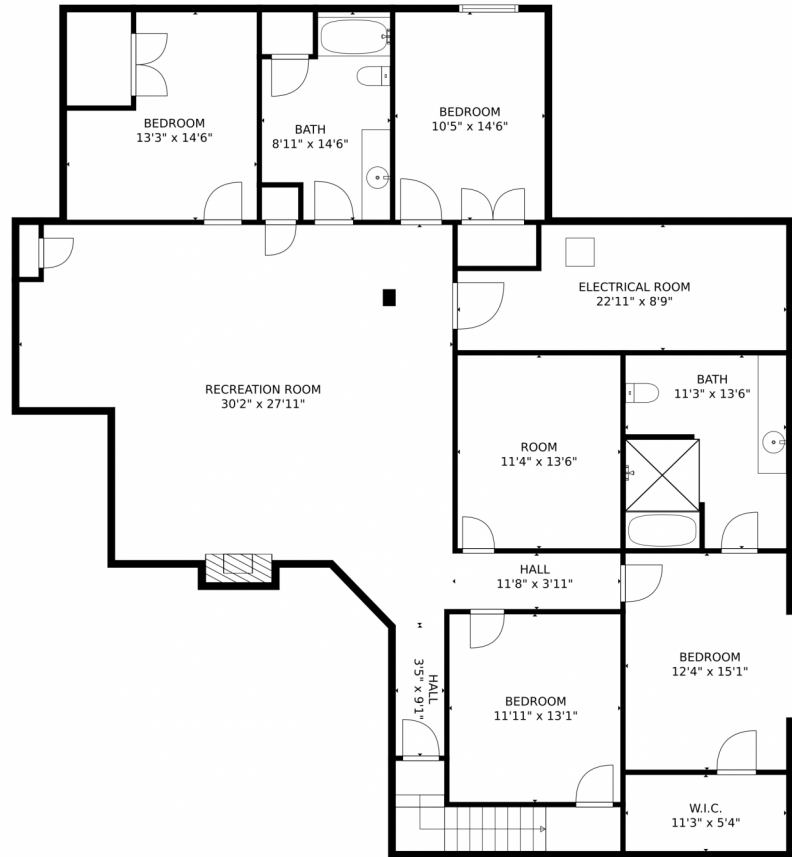 BEDROOM
13'3" x 14'6"
BATH
8'11" x 14'6"
BEDROOM
10'5" x 14'6"
ELECTRICAL ROOM
22'11" x 8'9"
RECREATION ROOM
30'2" x 27'11"
BATH
11'3" x 13'6"
ROOM
11'4" x 13'6"
HALL
11'8" x 3'11"
HALL
3'5" x 9'1"
BEDROOM
12'4" x 15'1"
BEDROOM
11'11" x 13'1"
W.I.C.
11'3" x 5'4"